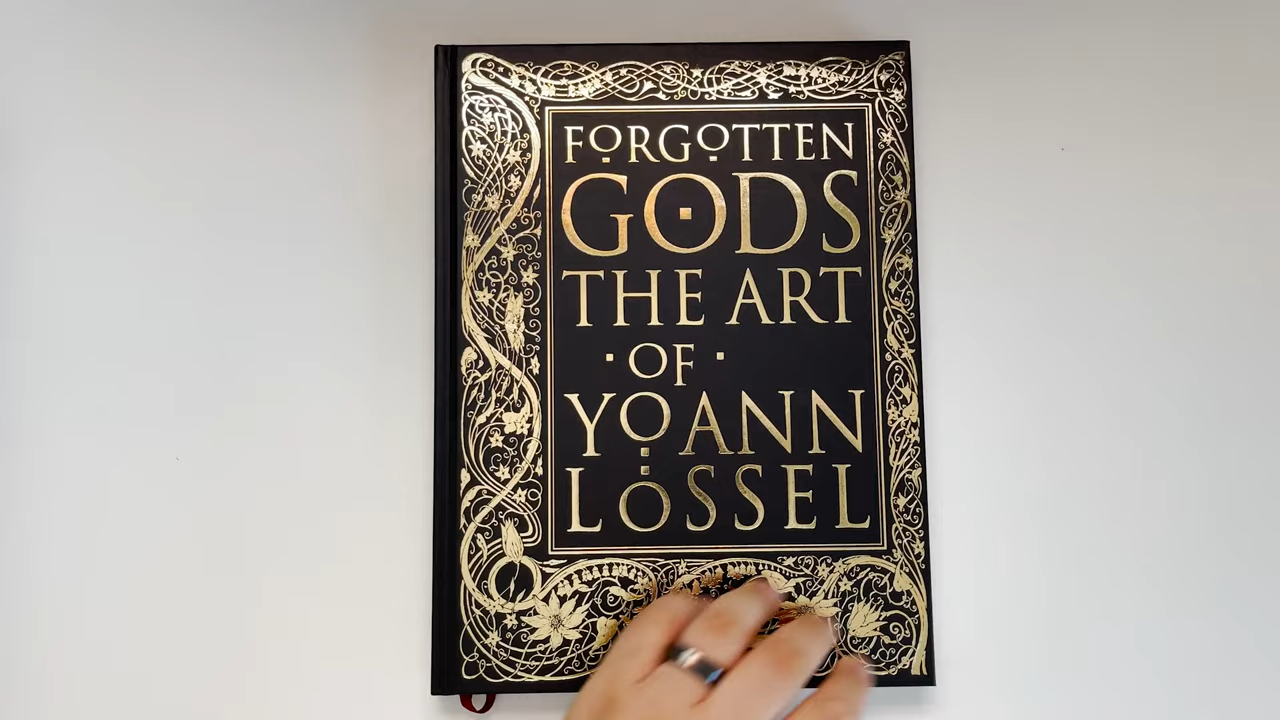 FORGOTTEN
GODS
THE ART
· OF ·
YOANN
LOSSEL